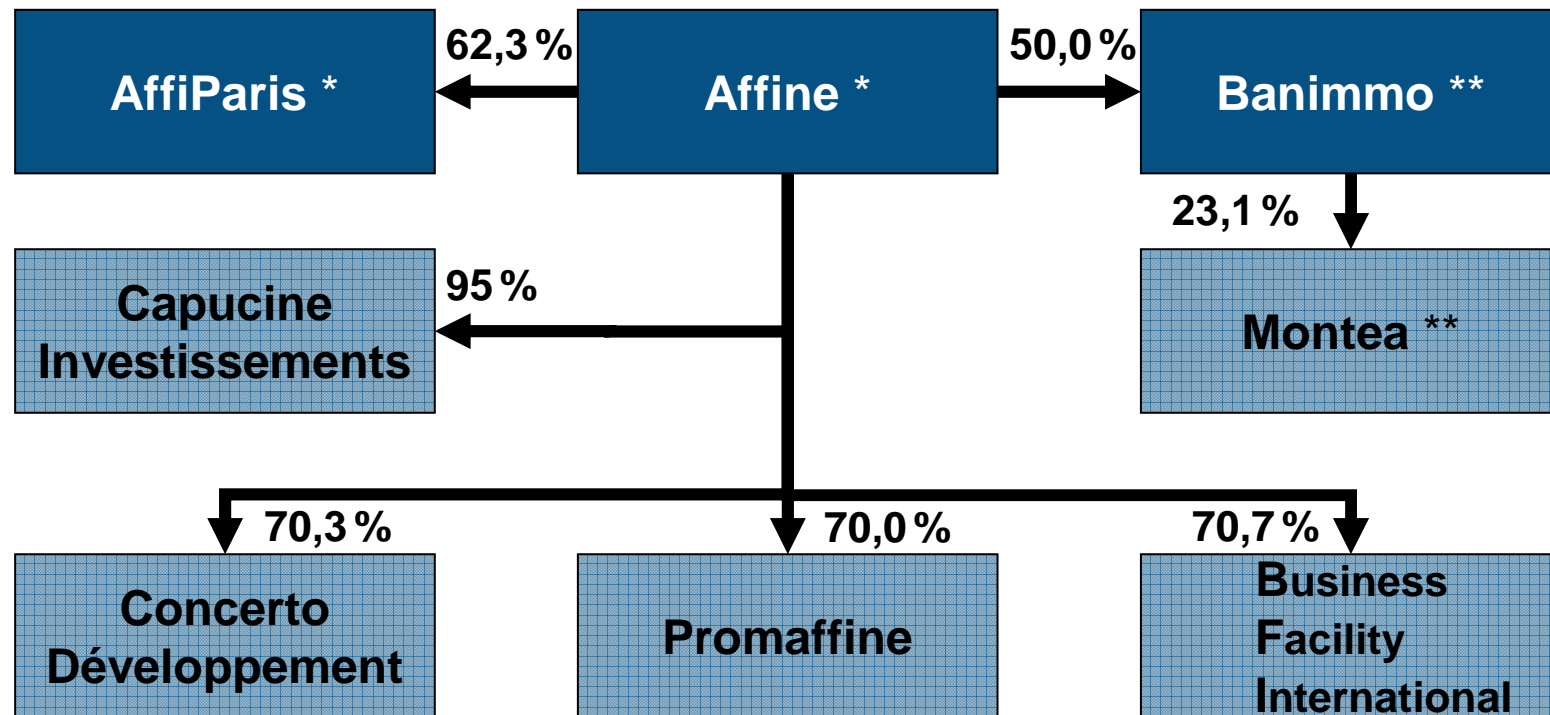 62,3 %
50,0 %
AffiParis *
Affine *
Banimmo **
23,1 %
95 %
Capucine
Investissements
Montea **
70,3 %
70,0 %
70,7 %
Concerto
Développement
Promaffine
Business
Facility
International